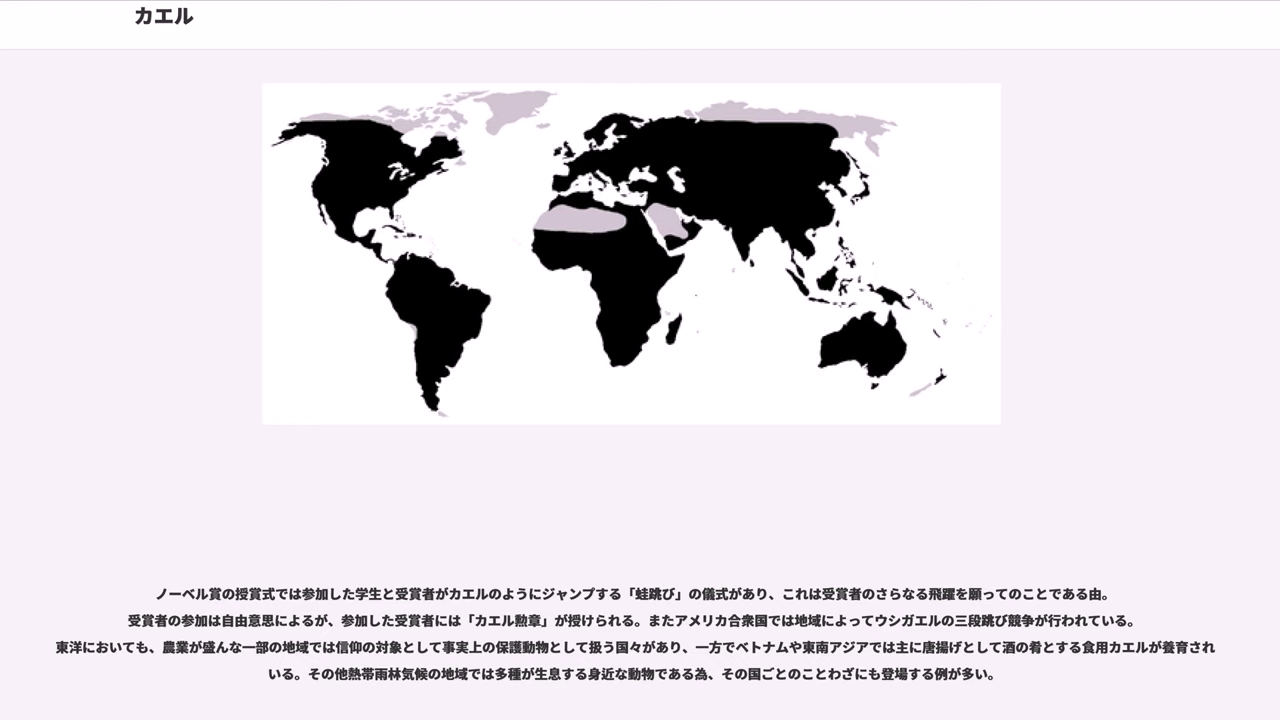 カエル
ノーベル賞の授賞式では参加した学生と受賞者がカエルのようにジャンプする「蛙跳び」の儀式があり、これは受賞者のさらなる飛躍を願ってのことである由。
受賞者の参加は自由意思によるが、参加した受賞者には「カエル勲章」が授けられる。またアメリカ合衆国では地域によってウシガエルの三段跳び競争が行われている。
東洋においても、農業が盛んな一部の地域では信仰の対象として事実上の保護動物として扱う国々があり、一方でベトナムや東南アジアでは主に唐揚げとして酒の肴とする食用カエルが養育され
いる。その他熱帯雨林気候の地域では多種が生息する身近な動物である為、その国ごとのことわざにも登場する例が多い。